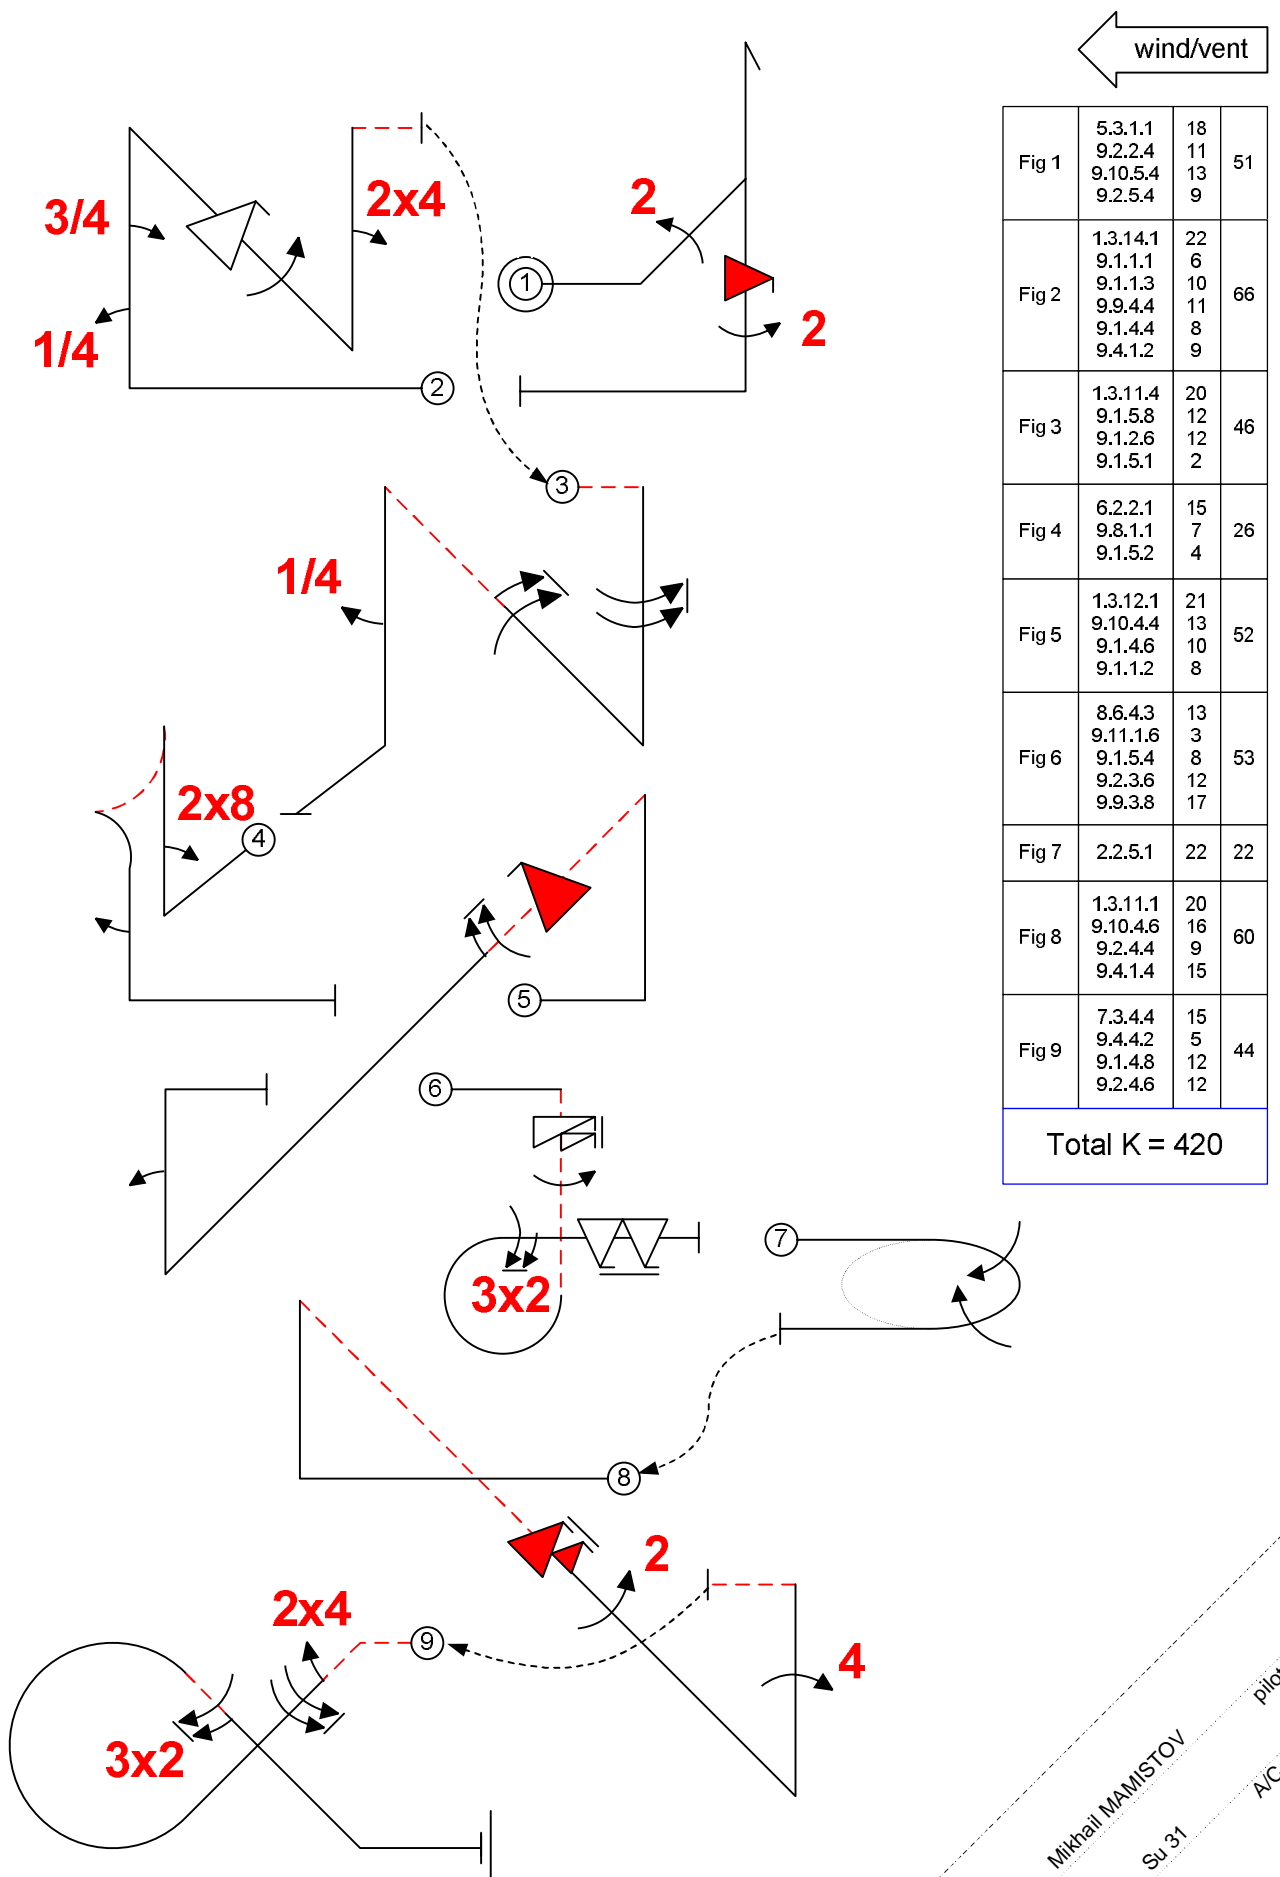 wind/vent
Fig 1 5.3.1.1 18 51
9.2.2.4 11
9.10.5.4 13
9.2.5.4 9
Fig 2 1.3.14.1 22 66
9.1.1.1 6
9.1.1.3 10
9.9.4.4 11
9.1.4.4 8
9.4.1.2 9
Fig 3 1.3.11.4 20 46
9.1.5.8 12
9.1.2.6 12
9.1.5.1 2
Fig 4 6.2.2.1 15 26
9.8.1.1 7
9.1.5.2 4
Fig 5 1.3.12.1 21 52
9.10.4.4 13
9.1.4.6 10
9.1.1.2 8
Fig 6 8.6.4.3 13 53
9.11.1.6 3
9.1.5.4 8
9.2.3.6 12
9.9.3.8 17
Fig 7 2.2.5.1 22 22
Fig 8 1.3.11.1 20 60
9.10.4.6 16
9.2.4.4 9
9.4.1.4 15
Fig 9 7.3.4.4 15 44
9.4.4.2 5
9.1.4.8 12
9.2.4.6 12
Total K = 420
3/4
2x4
2
1
2
1/4
2
3
1/4
2x8
4
5
6
7
3x2
8
2
2x4
9
4
3x2
Mikhail MAMISTOV
pilot
Su 31
A/C